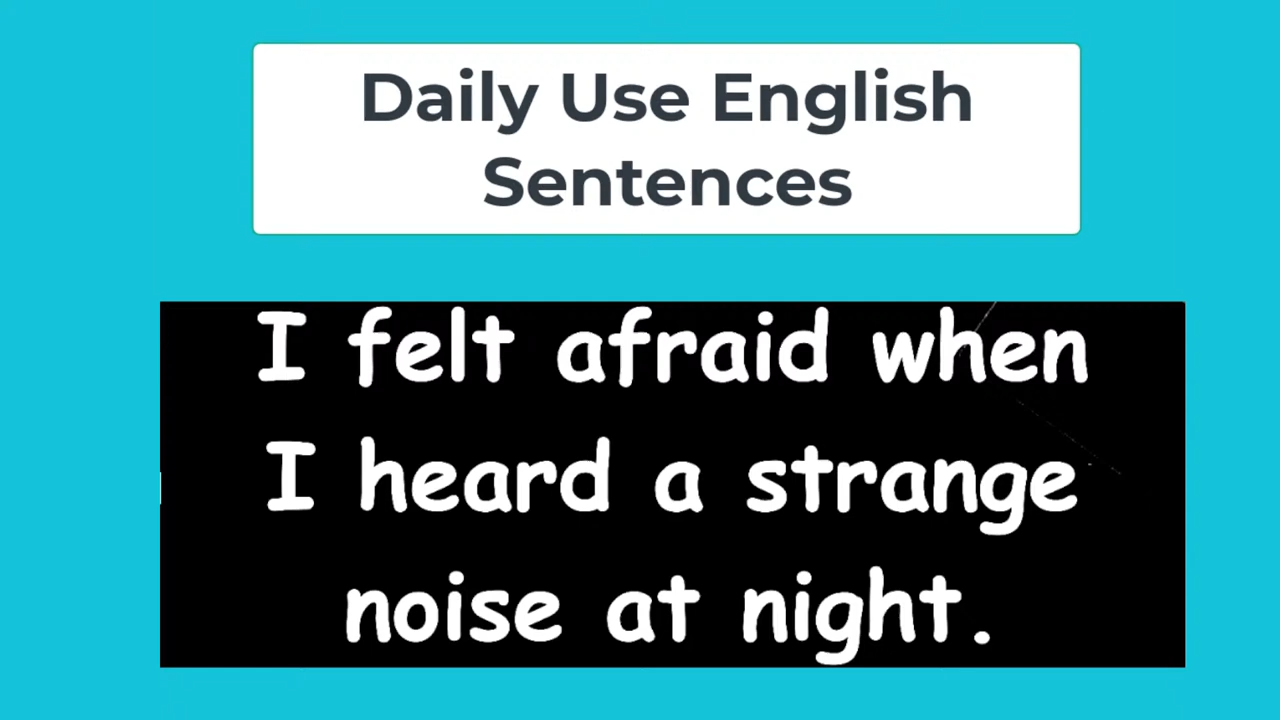 Daily Use English
Sentences
I felt afraid when
I heard a strange
noise at night.